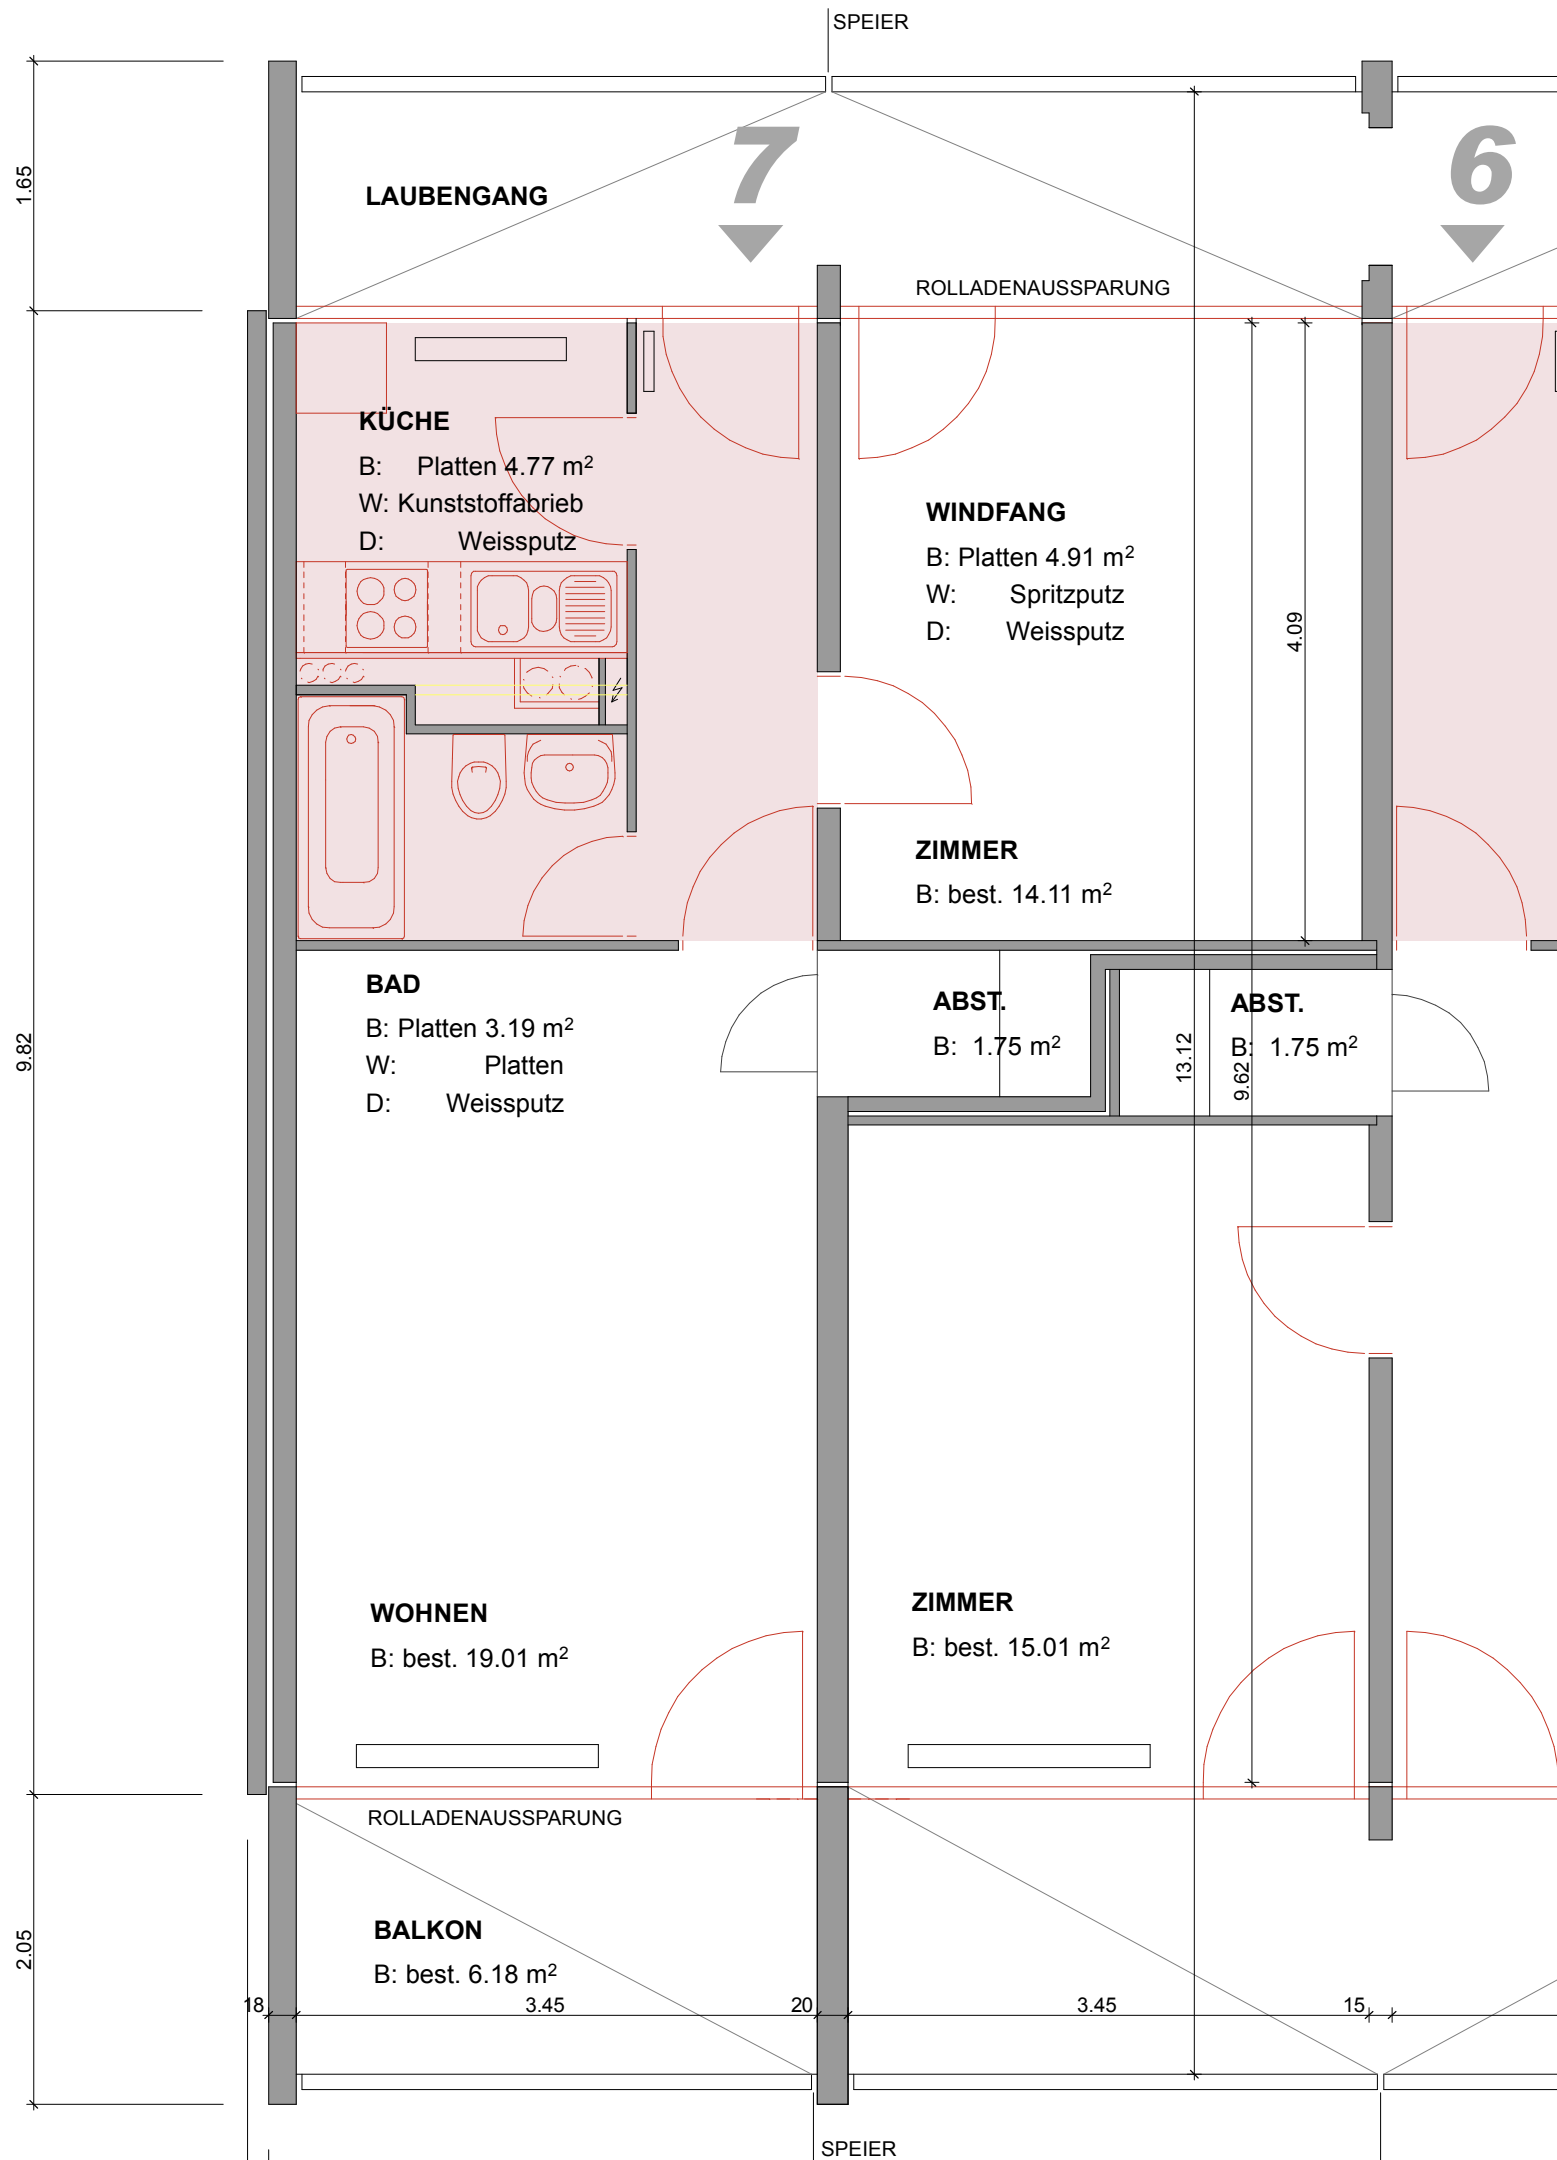 SPEIER
7
6
1.65
LAUBENGANG
ROLLADENAUSSPARUNG
KÜCHE
B: Platten 4.77 m²
W: Kunststoffabrieb
D: Weissputz
WINDFANG
B: Platten 4.91 m²
W: Spritzputz
D: Weissputz
4.09
ZIMMER
B: best. 14.11 m²
BAD
B: Platten 3.19 m²
W: Platten
D: Weissputz
ABST.
B: 1.75 m²
ABST.
B: 1.75 m²
9.82
13.12
9.62
WOHNEN
B: best. 19.01 m²
ZIMMER
B: best. 15.01 m²
ROLLADENAUSSPARUNG
BALKON
B: best. 6.18 m²
2.05
18
3.45
20
3.45
15
SPEIER